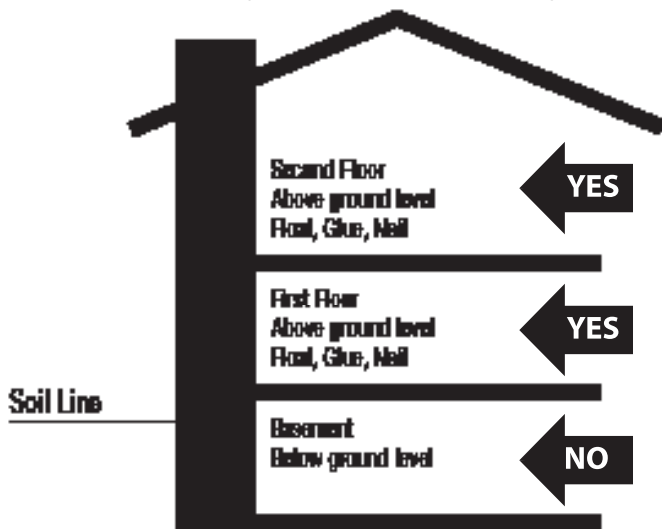 Second Floor
Above ground level
Float, Glue, Nail
YES
First Floor
Above ground level
Float, Glue, Nail
YES
Soil Line
Basement
Below ground level
NO